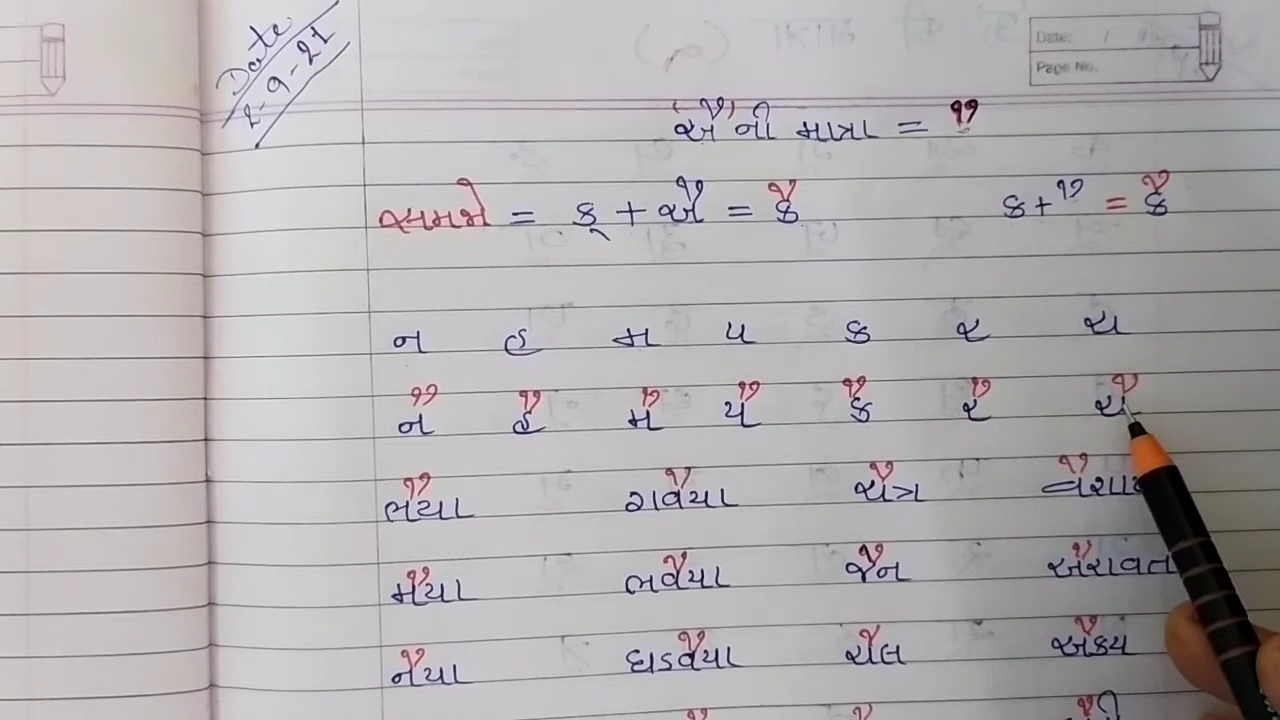 Date
2-9-21
Date:
Page No.
(ૈ)
ઐ ની માત્રા = ૈ
સમજો = ક્ + ઐ = કૈ ક + ૈ = કૈ
ન હ મ પ ક ર ચ
નૈ હૈ મૈ પૈ કૈ રૈ ચૈ
ભૈયા ગવૈયા ચૈત્ર
મૈયા ભવૈયા જૈન ઐરાવત
નૈયા ઘડવૈયા શૈલ ઐક્ય